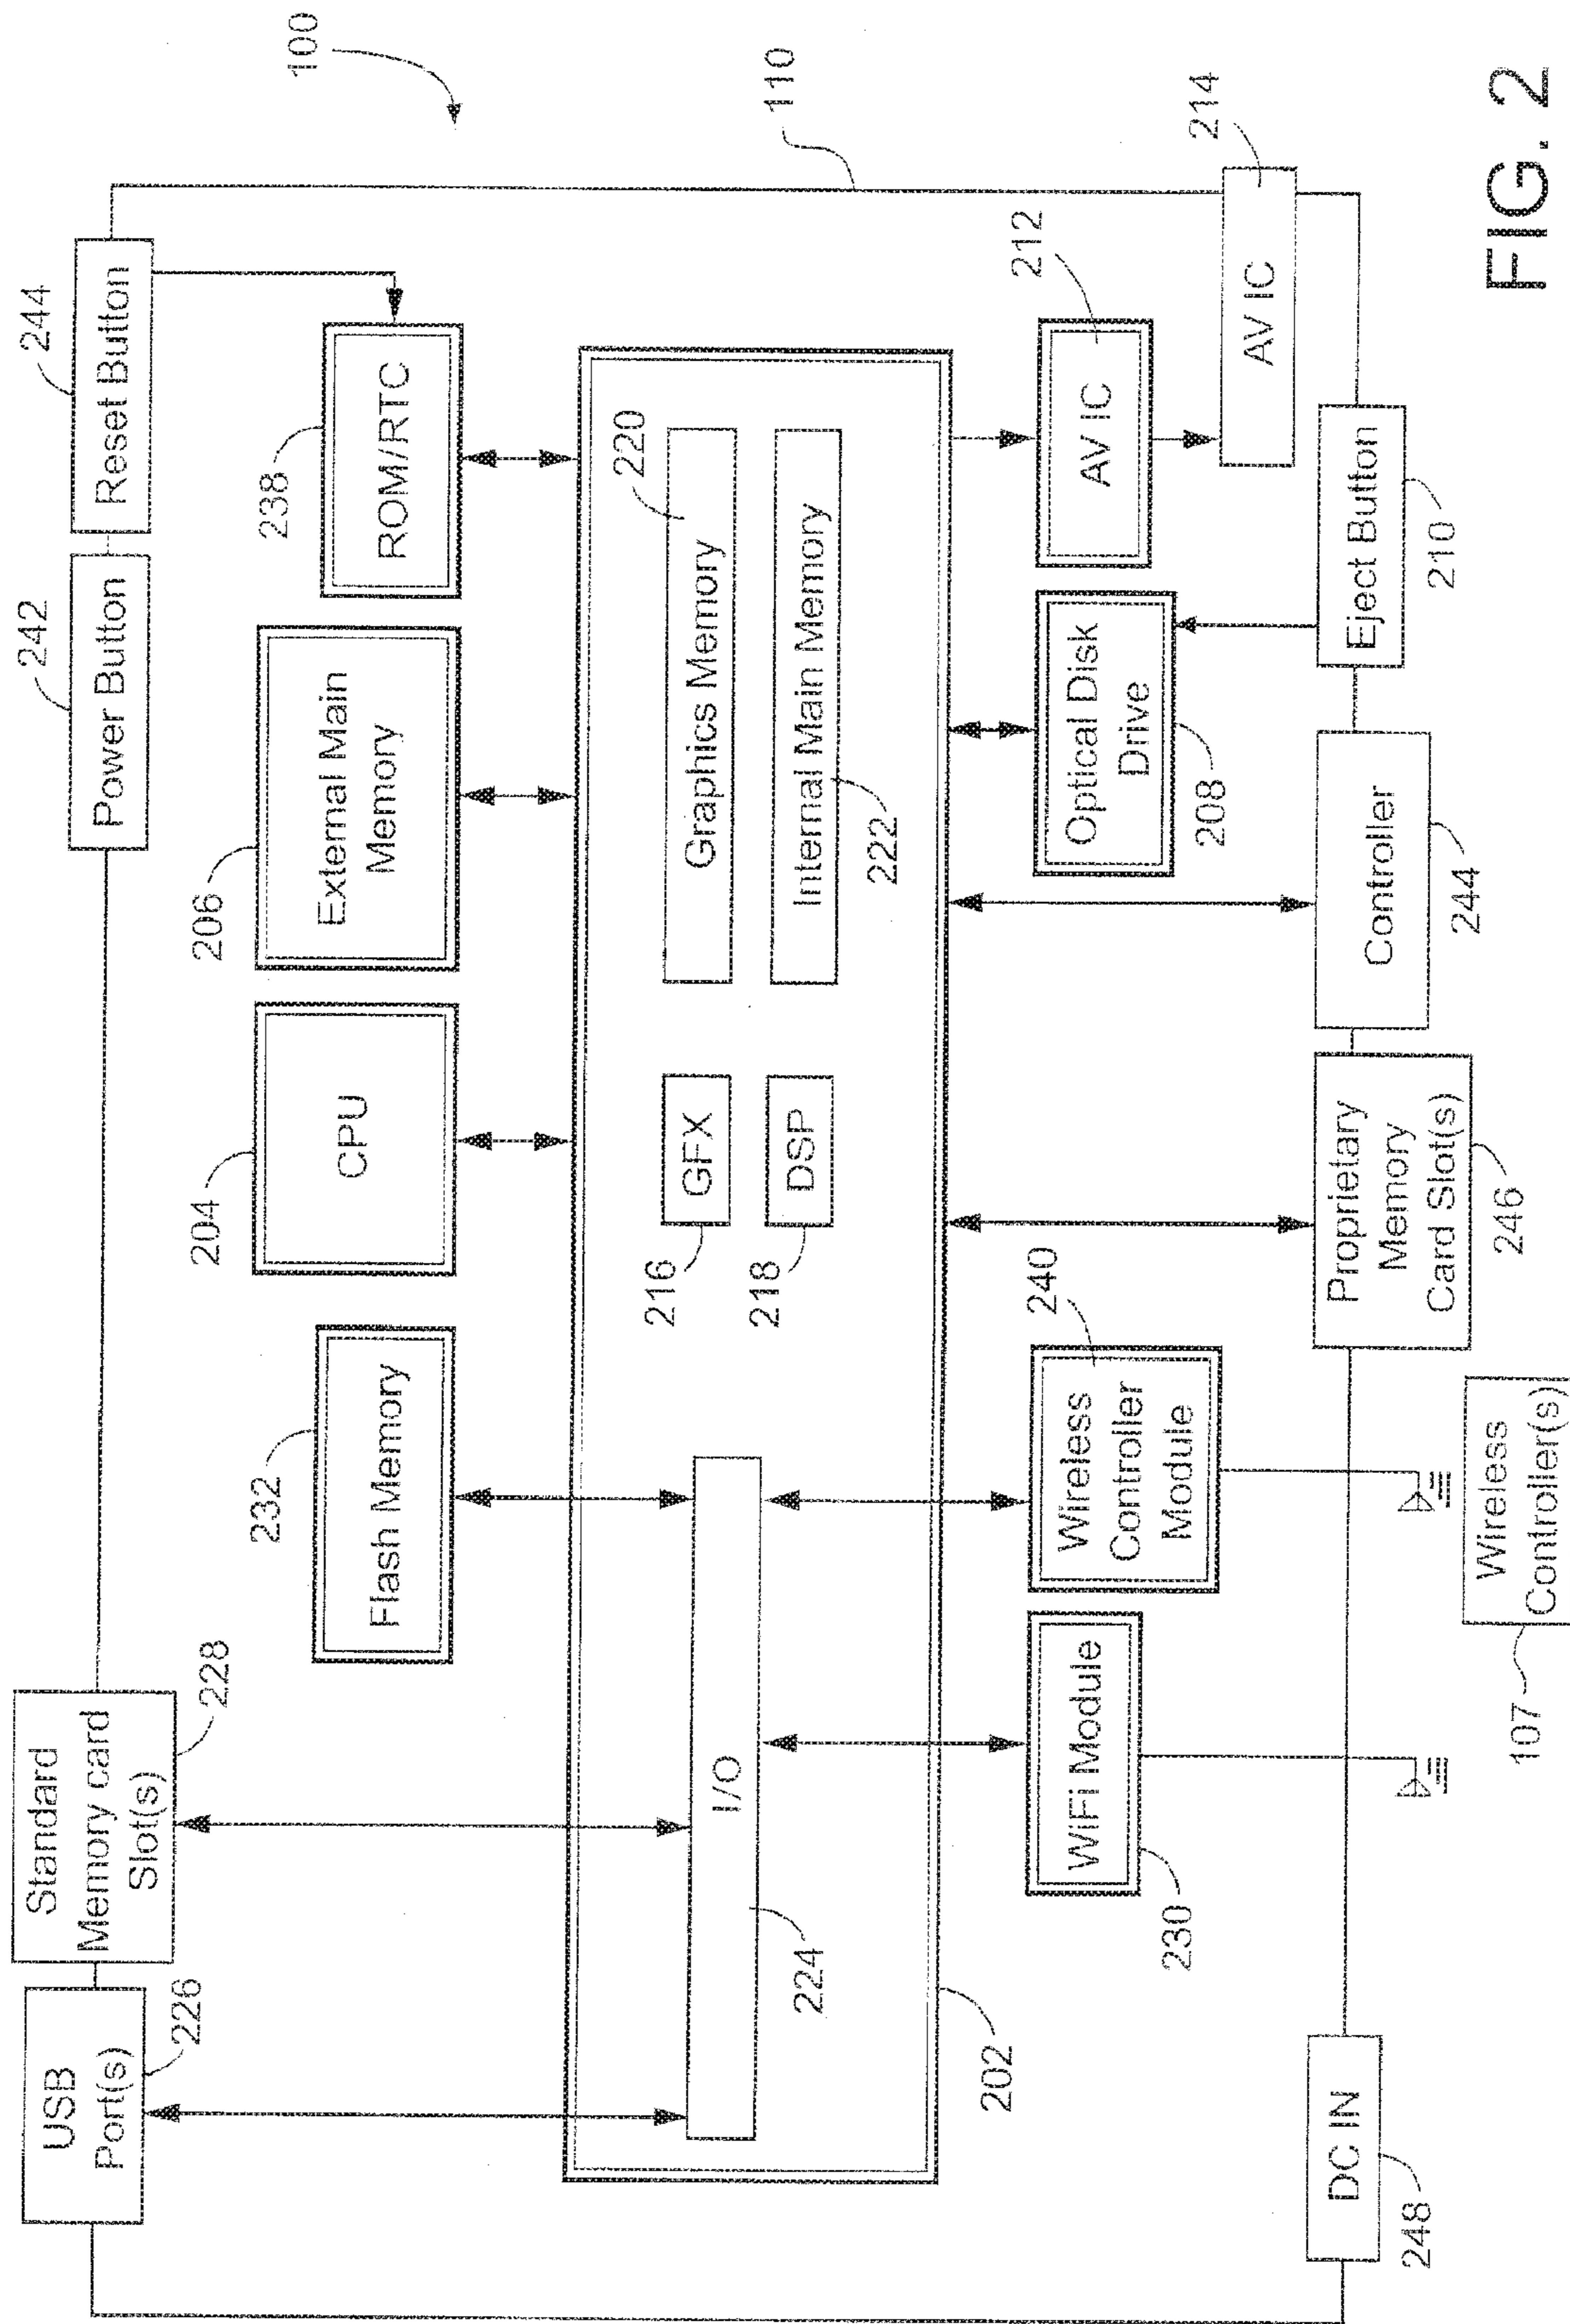 100
110
244
Reset Button
242
Power Button
238
ROM/RTC
206
External Main
Memory
204
CPU
232
Flash Memory
228
Standard
Memory card
Slot(s)
226
USB
Port(s)
220
Graphics Memory
Internal Main Memory
222
216
GFX
218
DSP
I/O
224
202
214
AV IC
212
AV IC
Optical Disk
Drive
208
Eject Button
210
Controller
244
Proprietary
Memory
Card Slot(s)
246
240
Wireless
Controller
Module
WiFi Module
230
Wireless
Controller(s)
107
DC IN
248
FIG. 2